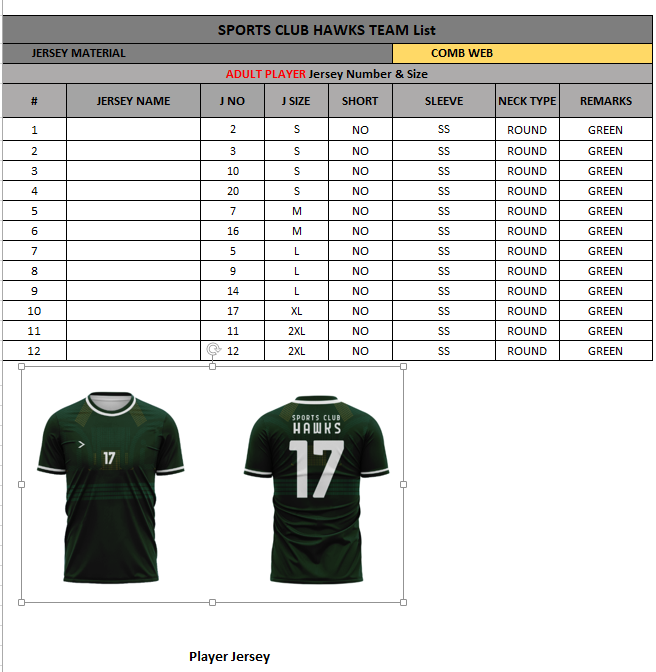 SPORTS CLUB HAWKS TEAM List
JERSEY MATERIAL COMB WEB
ADULT PLAYER Jersey Number & Size
# JERSEY NAME J NO J SIZE SHORT SLEEVE NECK TYPE REMARKS
1 2 S NO SS ROUND GREEN
2 3 S NO SS ROUND GREEN
3 10 S NO SS ROUND GREEN
4 20 S NO SS ROUND GREEN
5 7 M NO SS ROUND GREEN
6 16 M NO SS ROUND GREEN
7 5 L NO SS ROUND GREEN
8 9 L NO SS ROUND GREEN
9 14 L NO SS ROUND GREEN
10 17 XL NO SS ROUND GREEN
11 11 2XL NO SS ROUND GREEN
12 12 2XL NO SS ROUND GREEN
17
SPORTS CLUB
HAWKS
17
Player Jersey